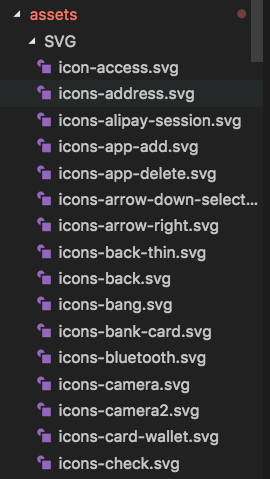 assets
SVG
icon-access.svg
icons-address.svg
icons-alipay-session.svg
icons-app-add.svg
icons-app-delete.svg
icons-arrow-down-select...
icons-arrow-right.svg
icons-back-thin.svg
icons-back.svg
icons-bang.svg
icons-bank-card.svg
icons-bluetooth.svg
icons-camera.svg
icons-camera2.svg
icons-card-wallet.svg
icons-check.svg